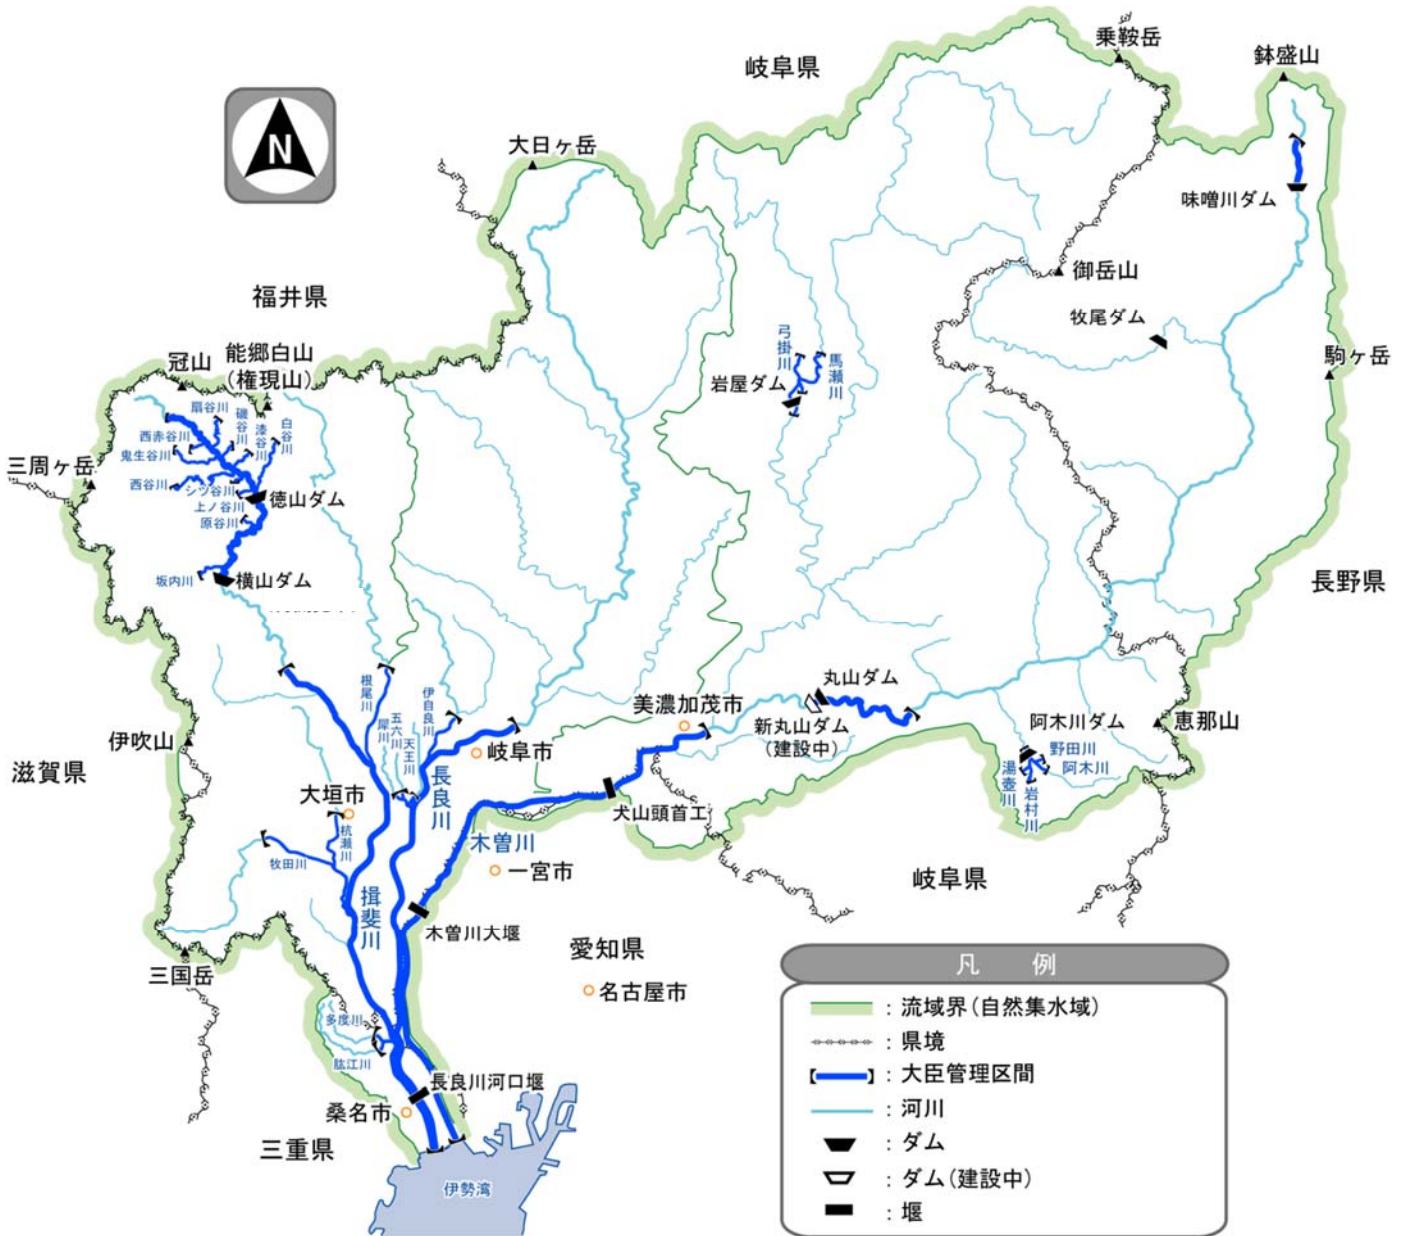 乗鞍岳
鉢盛山
岐阜県
N
大日ヶ岳
味噌川ダム
御岳山
福井県
牧尾ダム
弓掛川
馬瀬川
駒ヶ岳
岩屋ダム
冠山
能郷白山
(権現山)
扇谷川
磯谷川
漆谷川
白谷川
西赤谷川
鬼生谷川
三周ヶ岳
西谷川
シツ谷川
徳山ダム
上ノ谷川
原谷川
坂内川
横山ダム
長野県
根尾川
伊自良川
五六川
犀川
天王川
丸山ダム
美濃加茂市
新丸山ダム
(建設中)
阿木川ダム
恵那山
伊吹山
岐阜市
野田川
阿木川
湯壺川
岩村川
滋賀県
長良川
大垣市
犬山頭首工
杭瀬川
木曽川
牧田川
一宮市
岐阜県
揖斐川
木曽川大堰
愛知県
三国岳
名古屋市
多度川
肱江川
長良川河口堰
桑名市
三重県
伊勢湾
凡 例
：流域界(自然集水域)
：県境
：大臣管理区間
：河川
：ダム
：ダム(建設中)
：堰